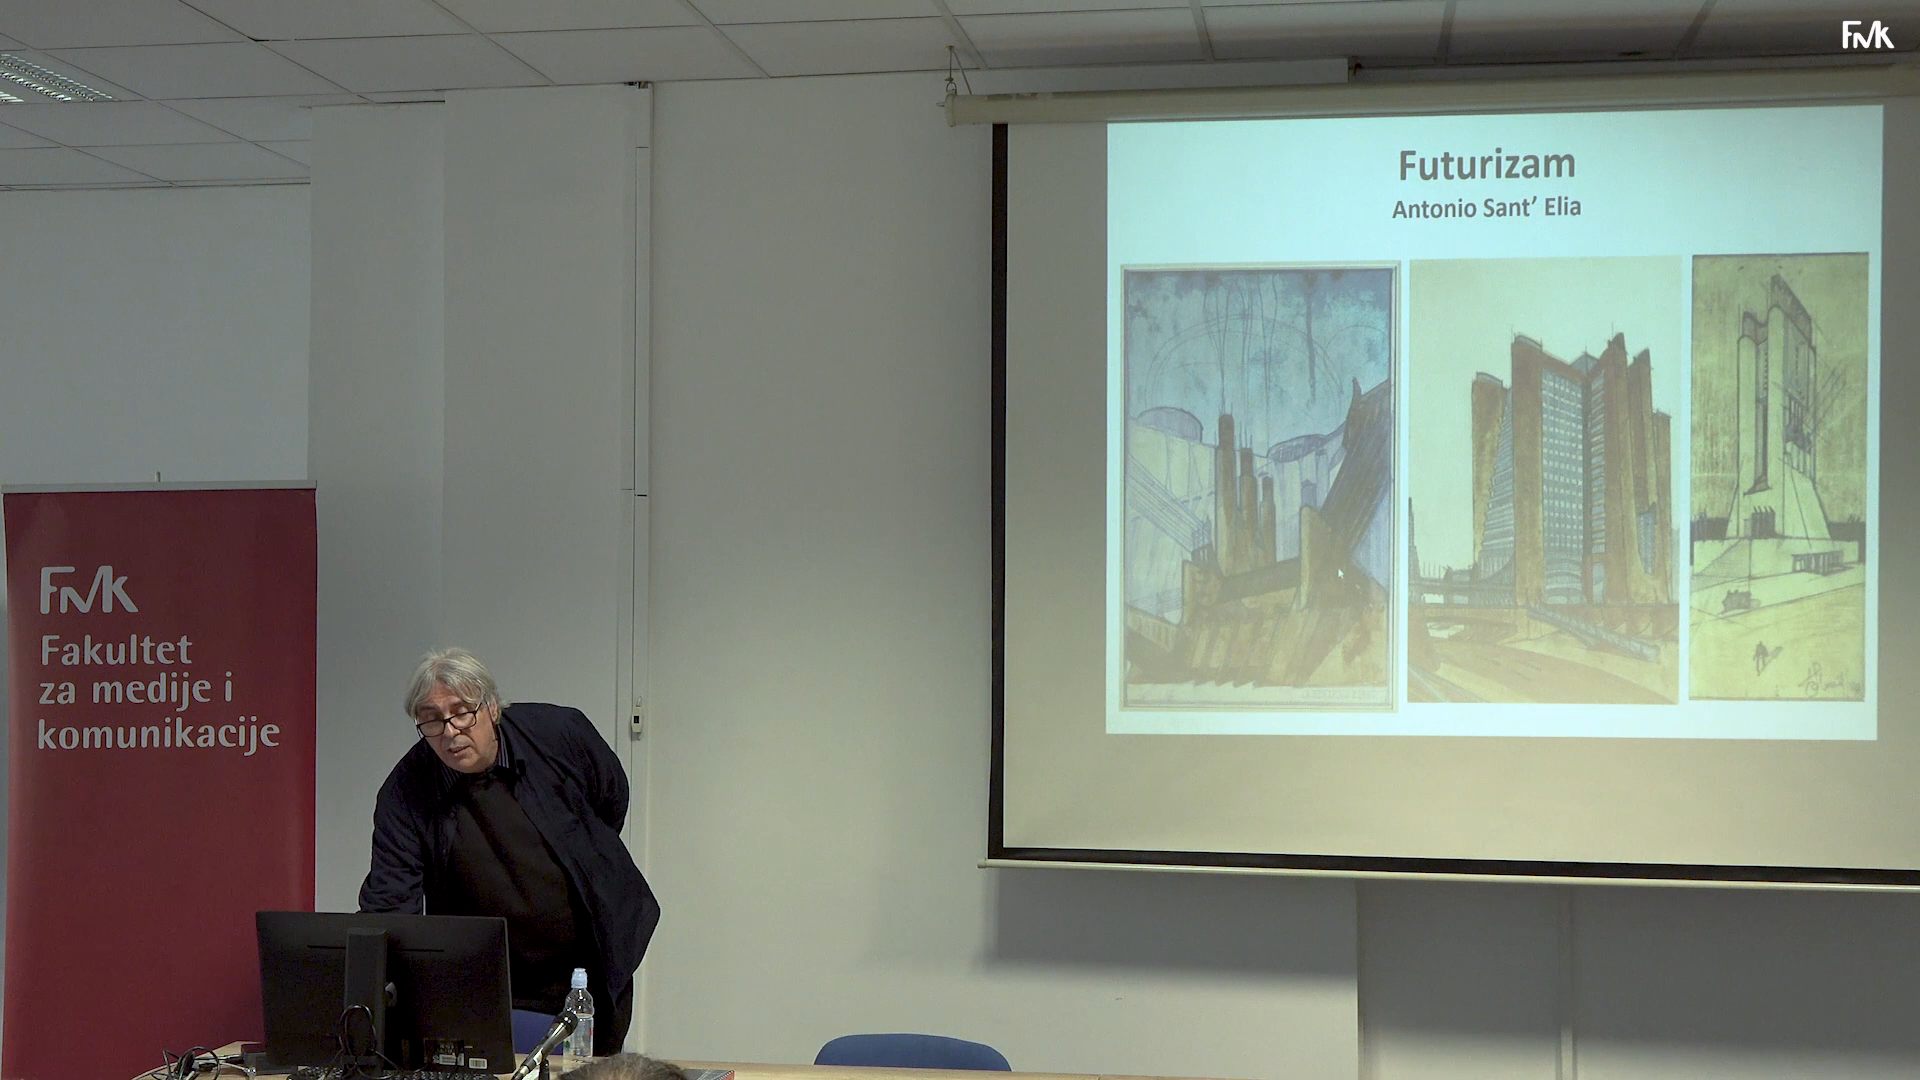 FMK
Futurizam
Antonio Sant' Elia
FMK
Fakultet
za medije i
komunikacije